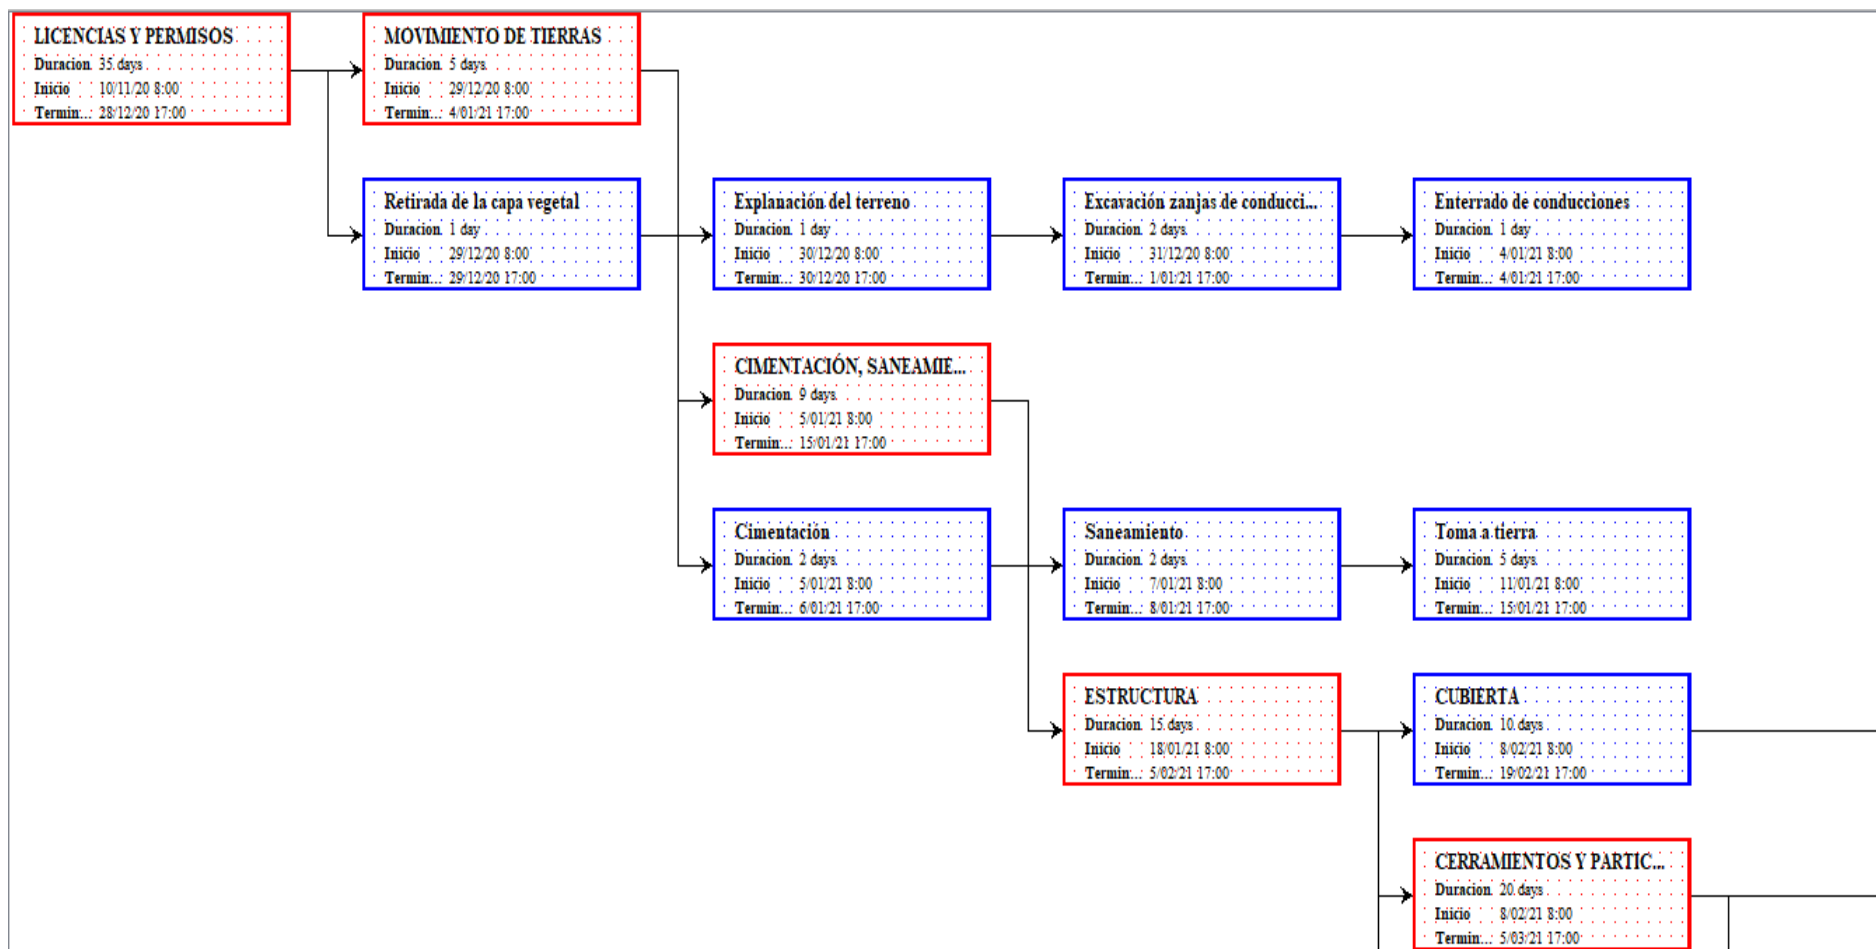 LICENCIAS Y PERMISOS
Duracion 35 days
Inicio 10/11/20 8:00
Termin... 28/12/20 17:00
MOVIMIENTO DE TIERRAS
Duracion 5 days
Inicio 29/12/20 8:00
Termin... 4/01/21 17:00
Retirada de la capa vegetal
Duracion 1 day
Inicio 29/12/20 8:00
Termin... 29/12/20 17:00
Explanación del terreno
Duracion 1 day
Inicio 30/12/20 8:00
Termin... 30/12/20 17:00
Excavación zanjas de conducci...
Duracion 2 days
Inicio 31/12/20 8:00
Termin... 1/01/21 17:00
Enterrado de conducciones
Duracion 1 day
Inicio 4/01/21 8:00
Termin... 4/01/21 17:00
CIMENTACIÓN, SANEAMIE...
Duracion 9 days
Inicio 5/01/21 8:00
Termin... 15/01/21 17:00
Cimentación
Duracion 2 days
Inicio 5/01/21 8:00
Termin... 6/01/21 17:00
Saneamiento
Duracion 2 days
Inicio 7/01/21 8:00
Termin... 8/01/21 17:00
Toma a tierra
Duracion 5 days
Inicio 11/01/21 8:00
Termin... 15/01/21 17:00
ESTRUCTURA
Duracion 15 days
Inicio 18/01/21 8:00
Termin... 5/02/21 17:00
CUBIERTA
Duracion 10 days
Inicio 8/02/21 8:00
Termin... 19/02/21 17:00
CERRAMIENTOS Y PARTIC...
Duracion 20 days
Inicio 8/02/21 8:00
Termin... 5/03/21 17:00